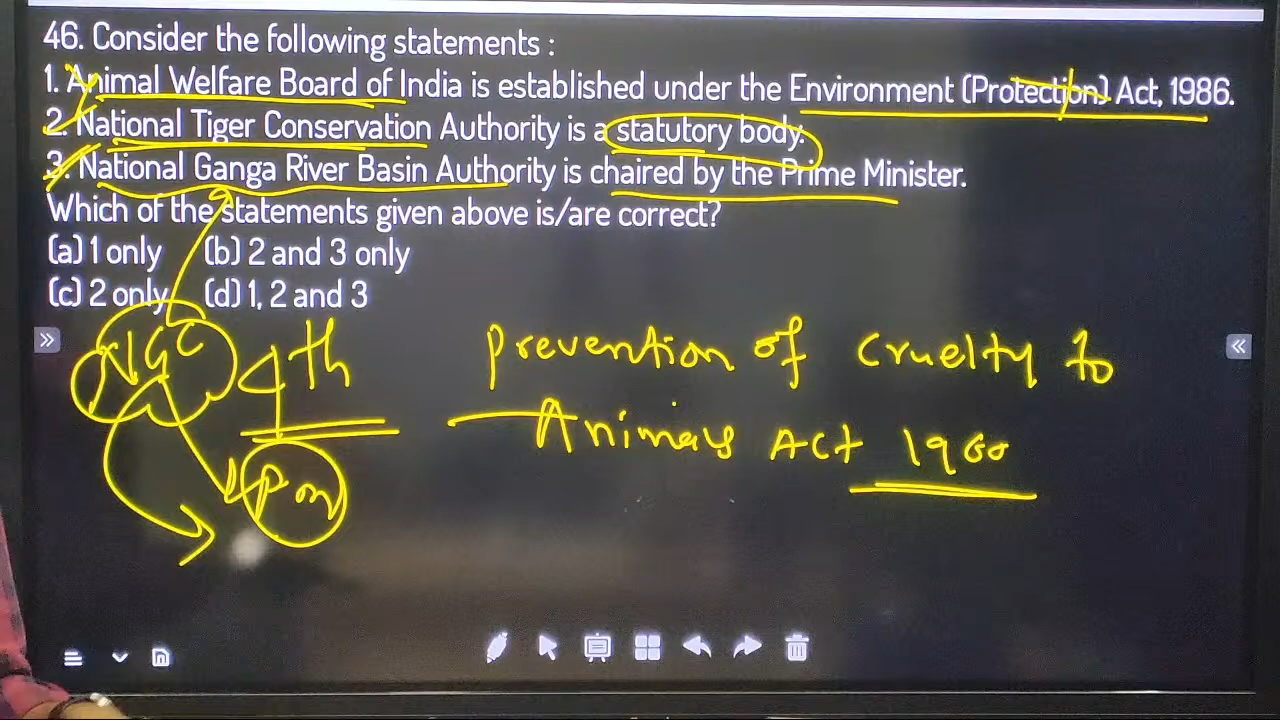 46. Consider the following statements :
1. Animal Welfare Board of India is established under the Environment (Protection) Act, 1986.
2. National Tiger Conservation Authority is a statutory body.
3. National Ganga River Basin Authority is chaired by the Prime Minister.
Which of the statements given above is/are correct?
(a) 1 only (b) 2 and 3 only
(c) 2 only (d) 1, 2 and 3
NGC 9th Prevention of Cruelty to
Animals Act 1960
Pm